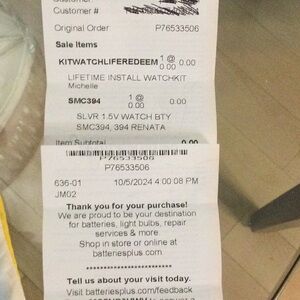 Customer
Customer #
Original Order P76533506
Sale Items
KITWATCHLIFEREDEEM 1 @ 0.00
0.00
LIFETIME INSTALL WATCHKIT
Michelle
SMC394 1 @ 0.00
0.00
SLVR 1.5V WATCH BTY
SMC394, 394 RENATA
Item Subtotal 0.00
P76533506
P76533506
636-01 10/5/2024 4:00:08 PM
JM02
Thank you for your purchase!
We are proud to be your destination
for batteries, light bulbs, repair
services & more.
Shop in store or online at
batteriesplus.com
**********************
Tell us about your visit today.
Visit batteriesplus.com/feedback